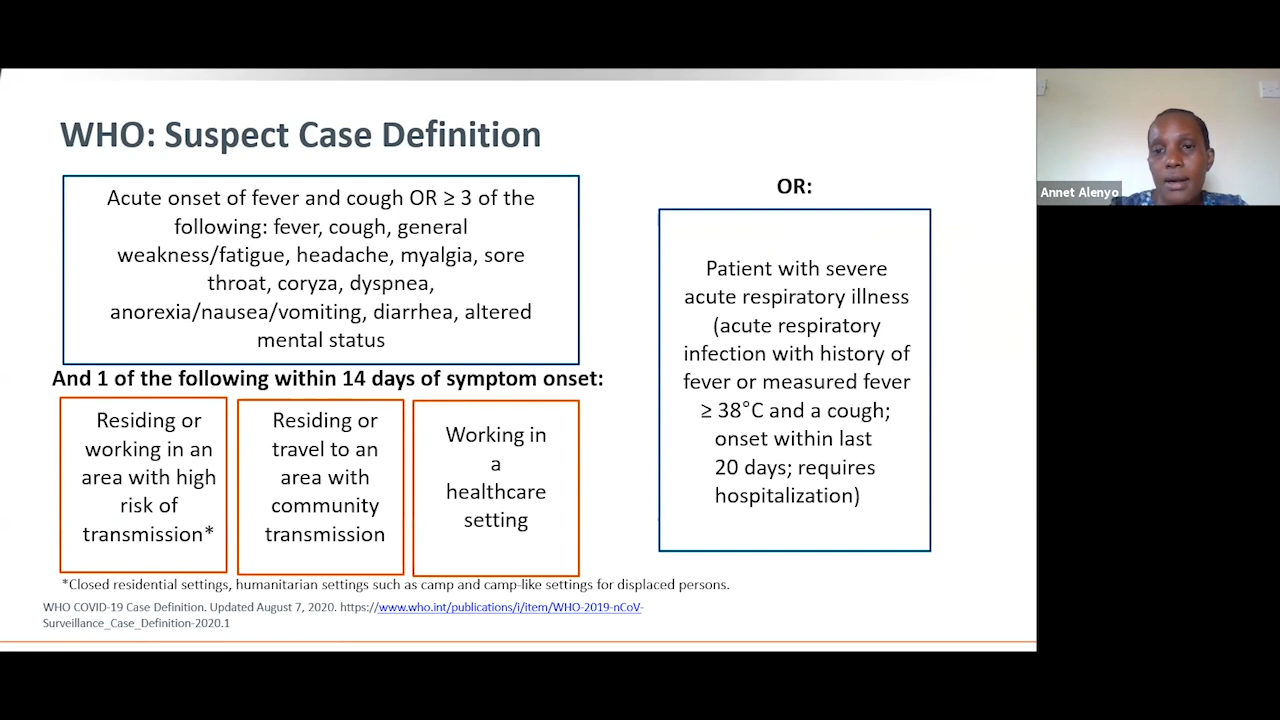 WHO: Suspect Case Definition
Acute onset of fever and cough OR ≥ 3 of the
following: fever, cough, general
weakness/fatigue, headache, myalgia, sore
throat, coryza, dyspnea,
anorexia/nausea/vomiting, diarrhea, altered
mental status
And 1 of the following within 14 days of symptom onset:
Residing or
working in an
area with high
risk of
transmission*
Residing or
travel to an
area with
community
transmission
Working in
a
healthcare
setting
OR:
Patient with severe
acute respiratory illness
(acute respiratory
infection with history of
fever or measured fever
≥ 38°C and a cough;
onset within last
20 days; requires
hospitalization)
*Closed residential settings, humanitarian settings such as camp and camp-like settings for displaced persons.
WHO COVID-19 Case Definition. Updated August 7, 2020. https://www.who.int/publications/i/item/WHO-2019-nCoV-
Surveillance_Case_Definition-2020.1
Annet Alenyo